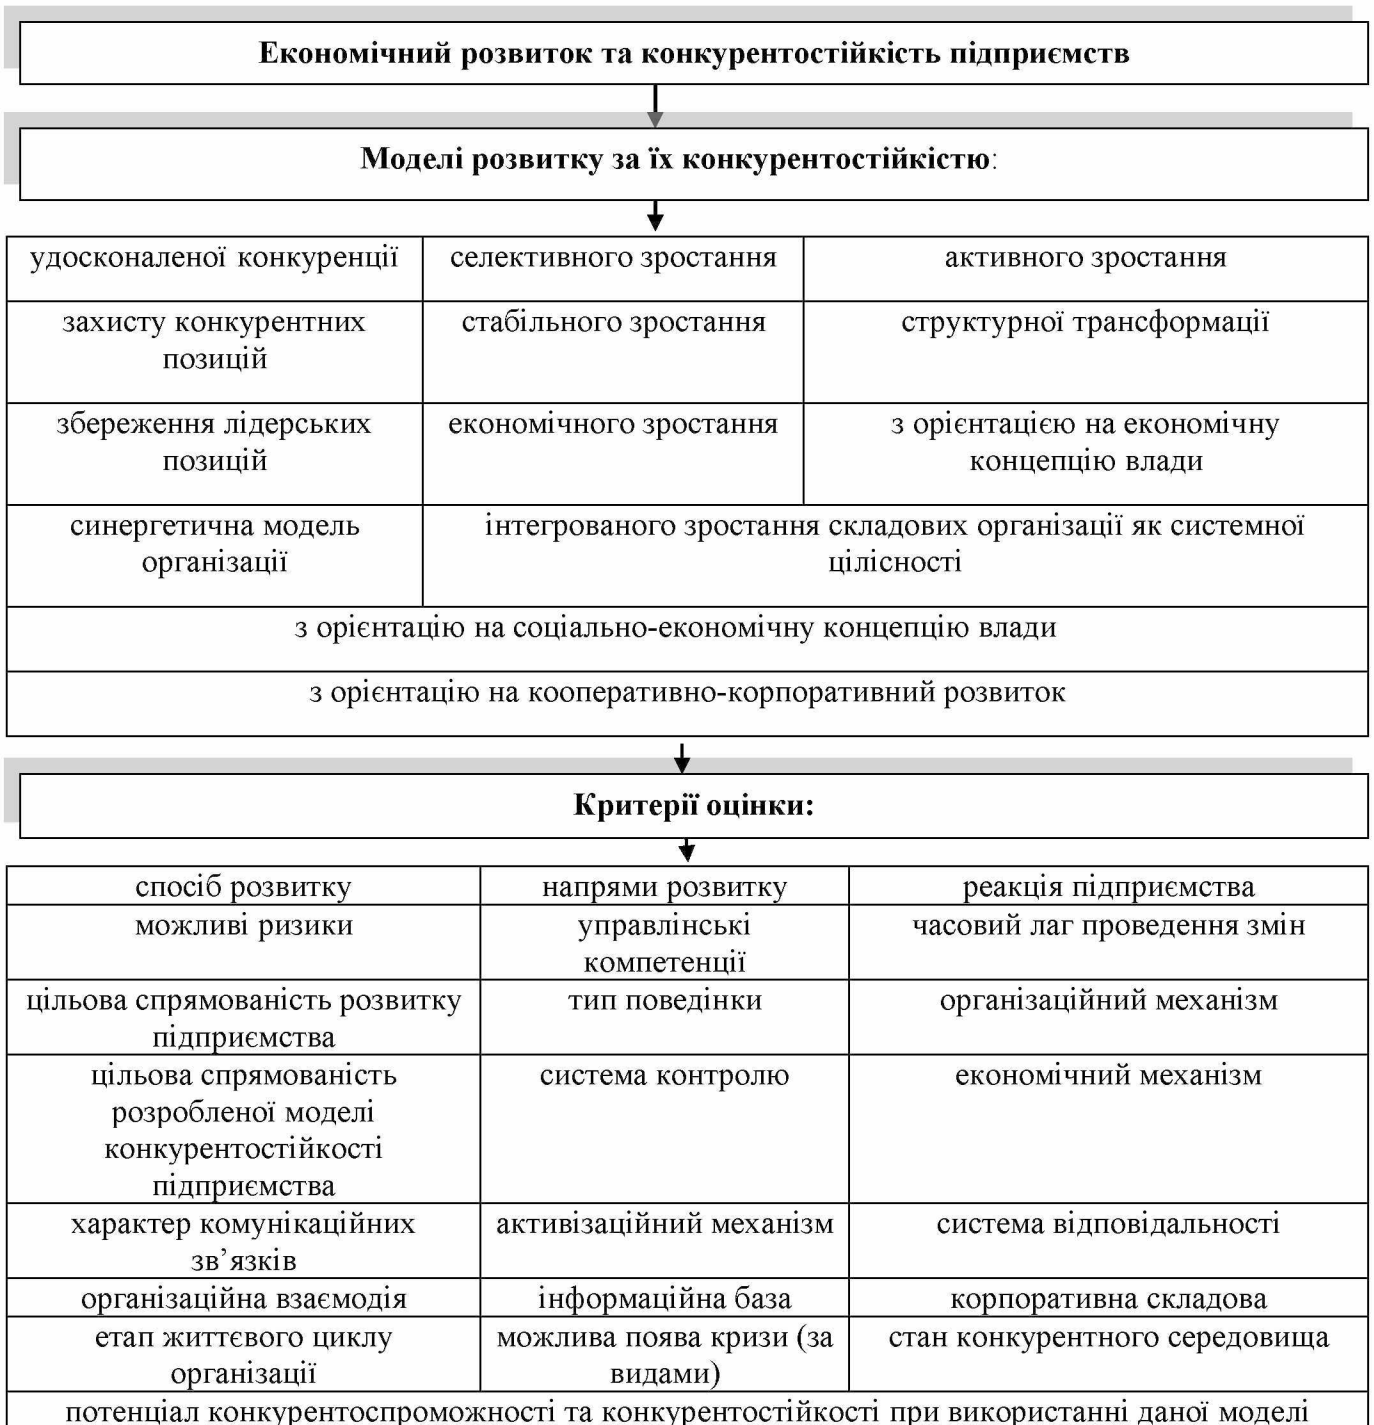 Економічний розвиток та конкурентостійкість підприємств
Моделі розвитку за їх конкурентостійкістю:
удосконаленої конкуренції
селективного зростання
активного зростання
захисту конкурентних
позицій
стабільного зростання
структурної трансформації
збереження лідерських
позицій
економічного зростання
з орієнтацією на економічну
концепцію влади
синергетична модель
організації
інтегрованого зростання складових організації як системної
цілісності
з орієнтацію на соціально-економічну концепцію влади
з орієнтацію на кооперативно-корпоративний розвиток
Критерії оцінки:
спосіб розвитку
напрями розвитку
реакція підприємства
можливі ризики
управлінські
компетенції
часовий лаг проведення змін
цільова спрямованість розвитку
підприємства
тип поведінки
організаційний механізм
цільова спрямованість
розробленої моделі
конкурентостійкості
підприємства
система контролю
економічний механізм
характер комунікаційних
зв’язків
активізаційний механізм
система відповідальності
організаційна взаємодія
інформаційна база
корпоративна складова
етап життєвого циклу
організації
можлива поява кризи (за
видами)
стан конкурентного середовища
потенціал конкурентоспроможності та конкурентостійкості при використанні даної моделі